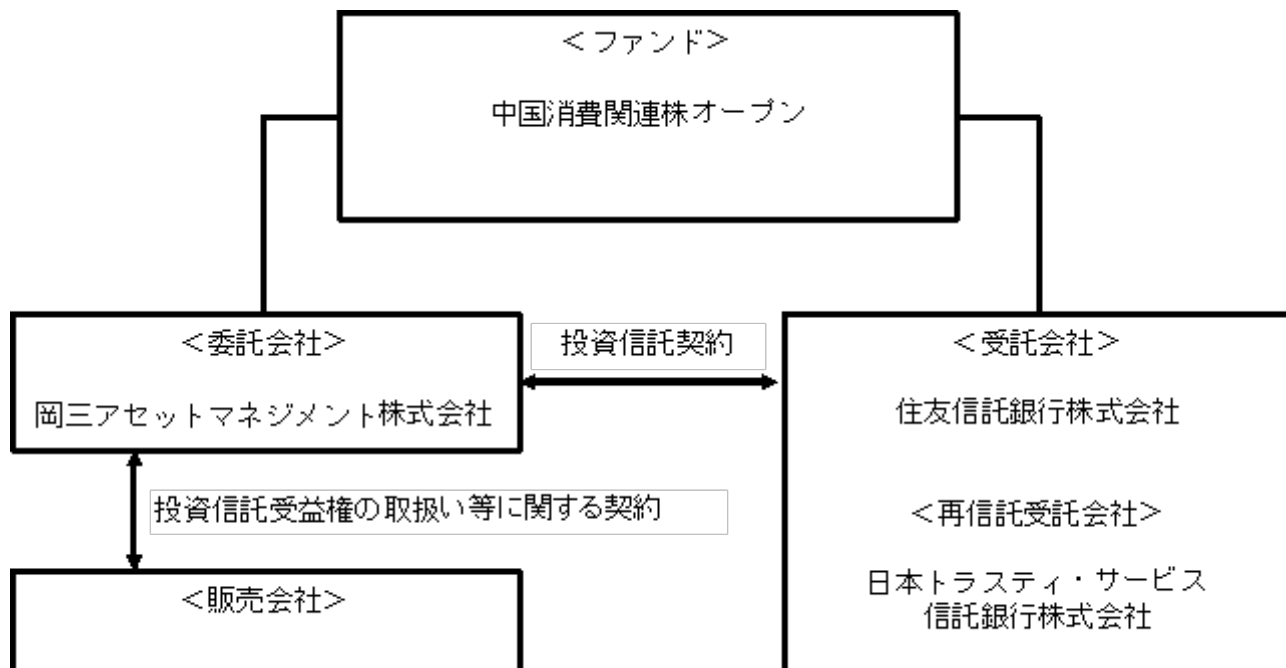 ＜ファンド＞
中国消費関連株オープン
＜委託会社＞
岡三アセットマネジメント株式会社
投資信託契約
＜受託会社＞
住友信託銀行株式会社
投資信託受益権の取扱い等に関する契約
＜再信託受託会社＞
日本トラスティ・サービス
信託銀行株式会社
＜販売会社＞